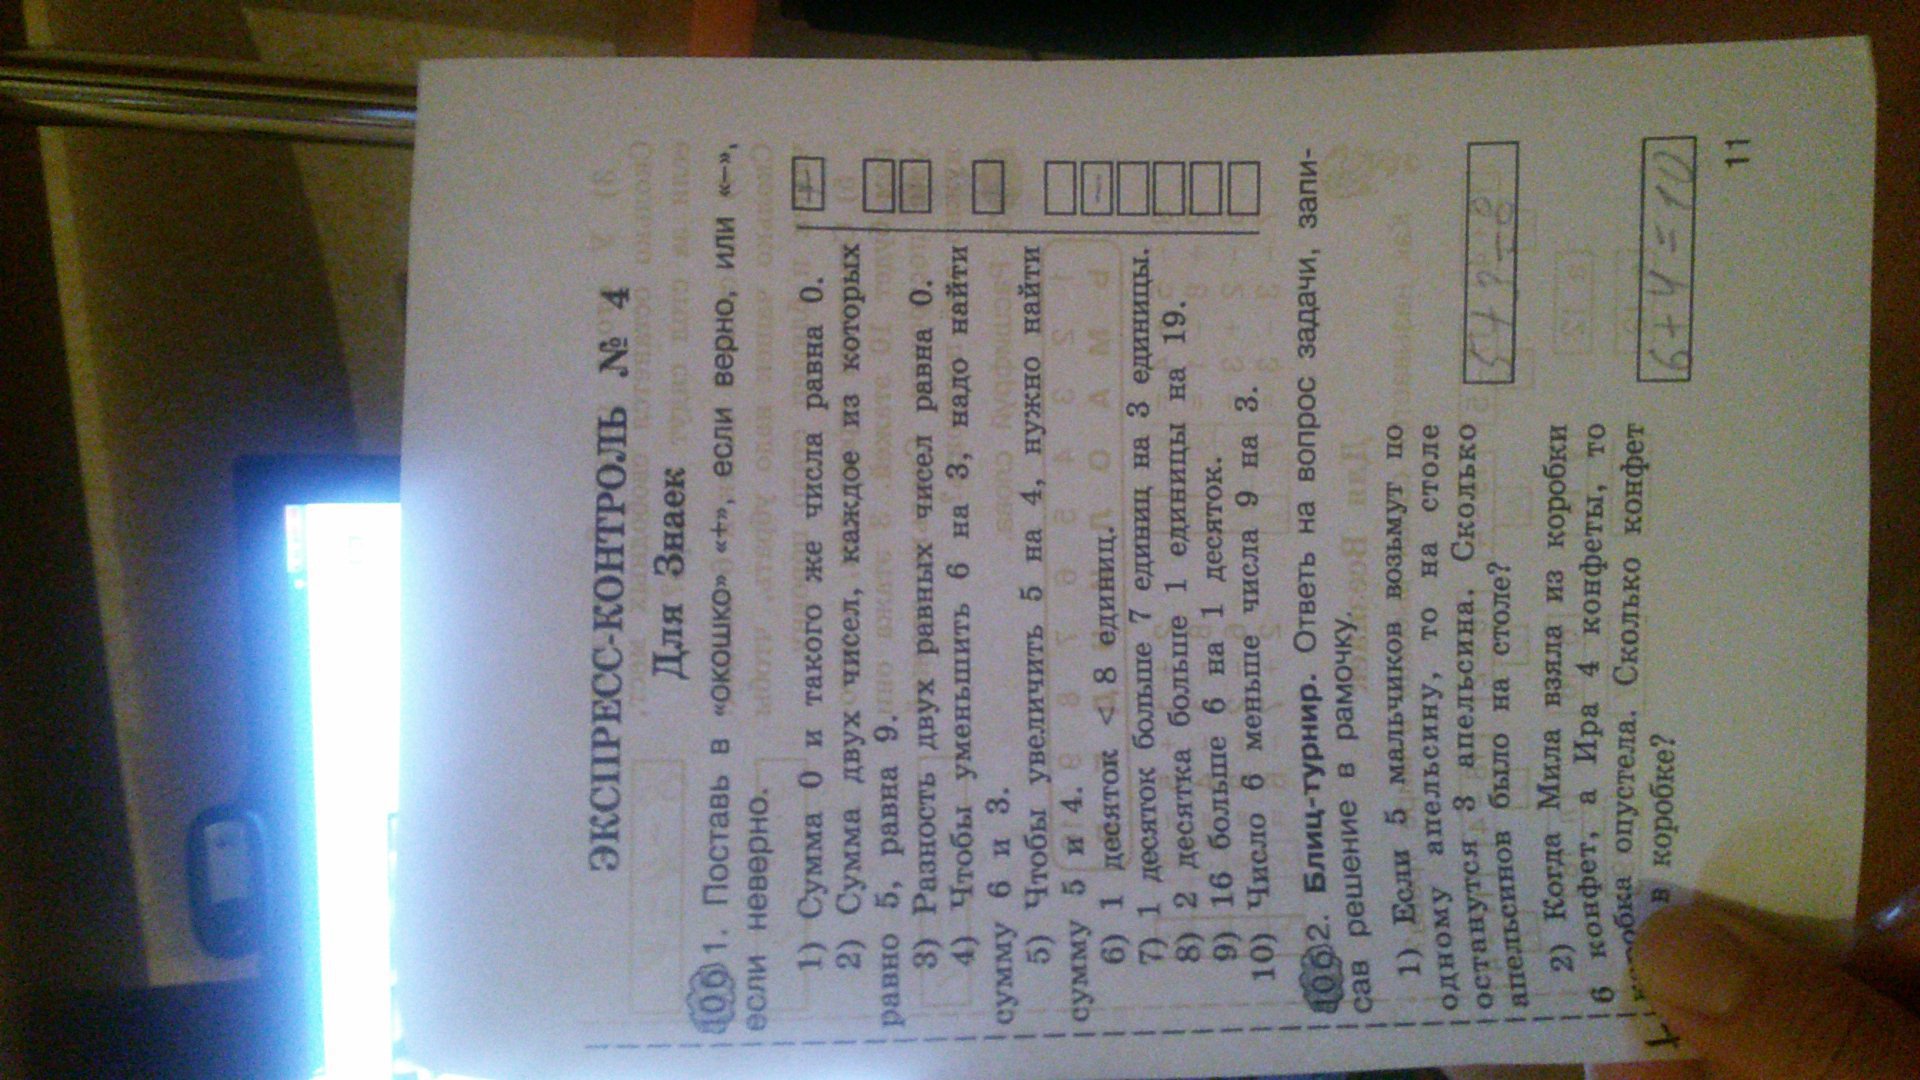 ЭКСПРЕСС-КОНТРОЛЬ № 4
Для Знаек
10б 1. Поставь в «окошко» «+», если верно, или «–»,
если неверно.
1) Сумма 0 и такого же числа равна 0. +
2) Сумма двух чисел, каждое из которых
равно 5, равна 9.
3) Разность двух равных чисел равна 0.
4) Чтобы уменьшить 6 на 3, надо найти
сумму 6 и 3.
5) Чтобы увеличить 5 на 4, нужно найти
сумму 5 и 4.
6) 1 десяток < 8 единиц. –
7) 1 десяток больше 7 единиц на 3 единицы.
8) 2 десятка больше 1 единицы на 19.
9) 16 больше 6 на 1 десяток.
10) Число 6 меньше числа 9 на 3.
10б 2. Блиц-турнир. Ответь на вопрос задачи, запи-
сав решение в рамочку.
1) Если 5 мальчиков возьмут по
одному апельсину, то на столе
останутся 3 апельсина. Сколько
апельсинов было на столе?
2) Когда Мила взяла из коробки
6 конфет, а Ира 4 конфеты, то
коробка опустела. Сколько конфет
в коробке?
6+4=10
11